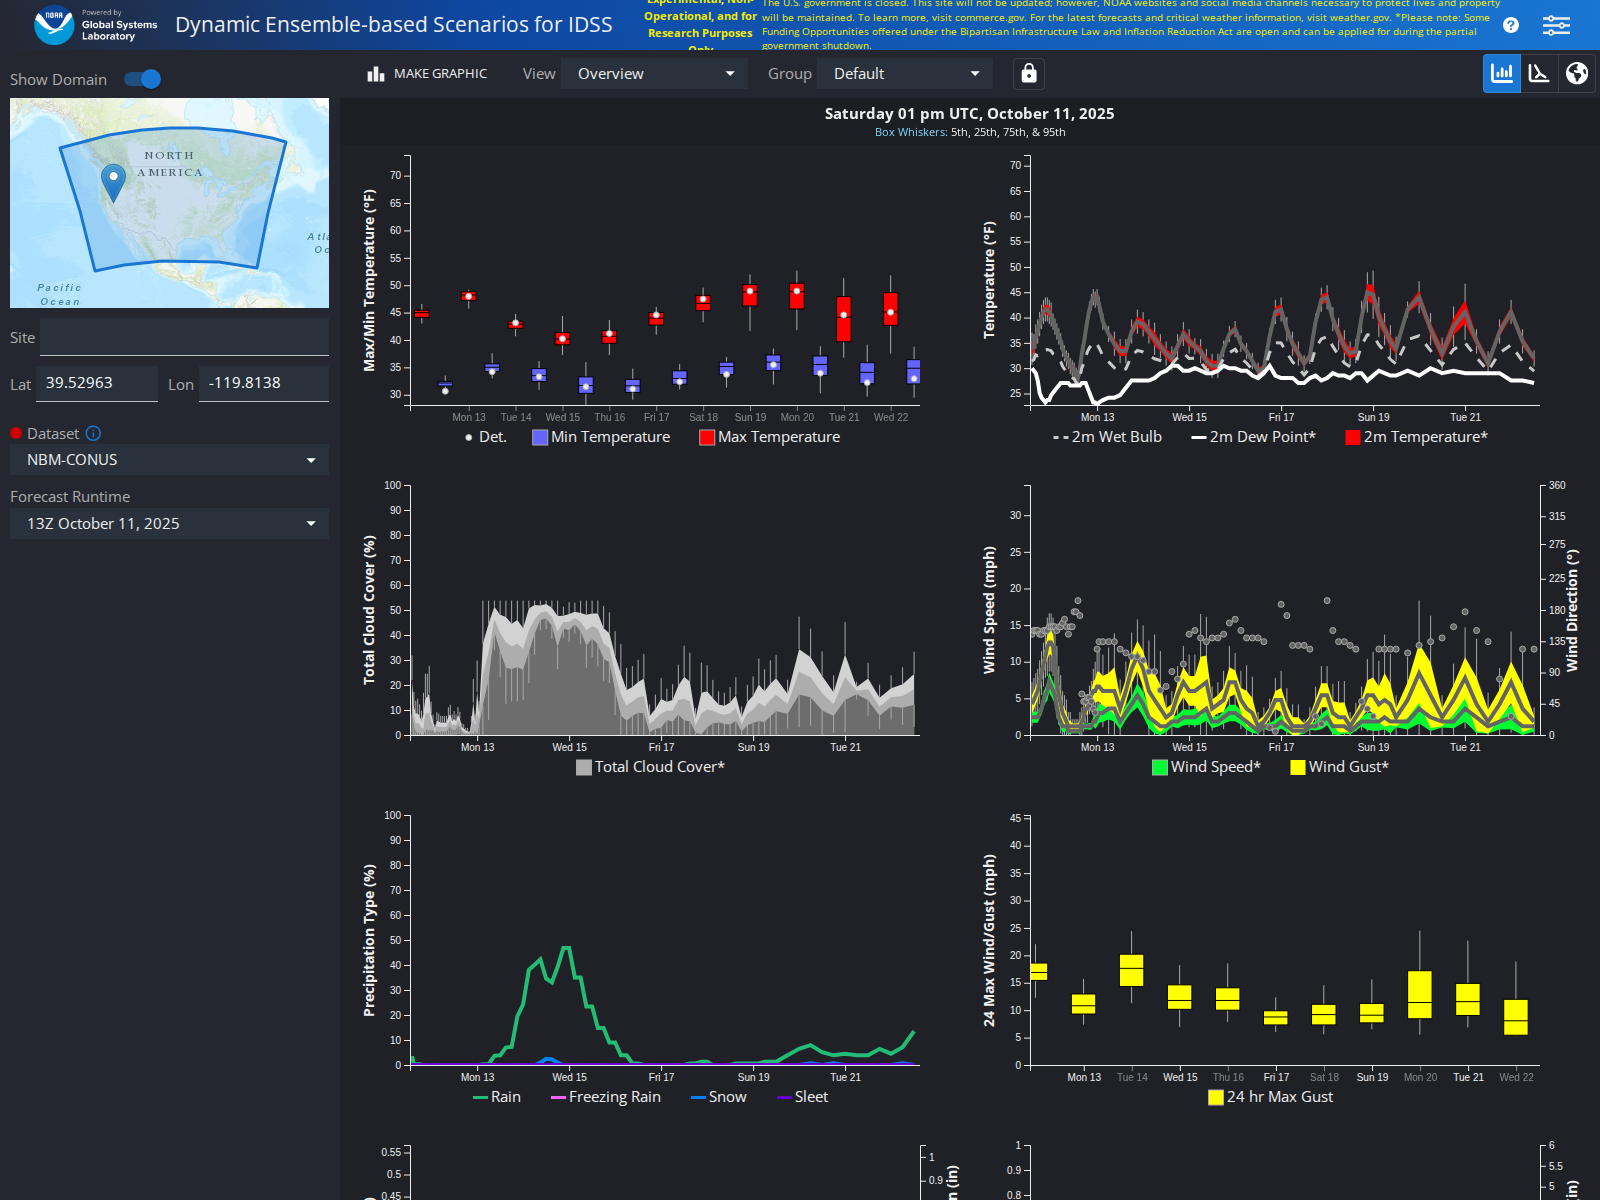 NOAA
Powered by
Global Systems
Laboratory
Dynamic Ensemble-based Scenarios for IDSS
Experimental, Non-
Operational, and for
Research Purposes
Only
The U.S. government is closed. This site will not be updated; however, NOAA websites and social media channels necessary to protect lives and property
will be maintained. To learn more, visit commerce.gov. For the latest forecasts and critical weather information, visit weather.gov. *Please note: Some
Funding Opportunities offered under the Bipartisan Infrastructure Law and Inflation Reduction Act are open and can be applied for during the partial
government shutdown.
?
Show Domain
NORTH
AMERICA
Pacific
Ocean
Site
Lat 39.52963 Lon -119.8138
Dataset
NBM-CONUS
Forecast Runtime
13Z October 11, 2025
MAKE GRAPHIC View Overview Group Default
Saturday 01 pm UTC, October 11, 2025
Box Whiskers: 5th, 25th, 75th, & 95th
Max/Min Temperature (°F)
70
65
60
55
50
45
40
35
30
Mon 13 Tue 14 Wed 15 Thu 16 Fri 17 Sat 18 Sun 19 Mon 20 Tue 21 Wed 22
Det. Min Temperature Max Temperature
Temperature (°F)
70
65
60
55
50
45
40
35
30
25
Mon 13 Wed 15 Fri 17 Sun 19 Tue 21
2m Wet Bulb 2m Dew Point* 2m Temperature*
Total Cloud Cover (%)
100
90
80
70
60
50
40
30
20
10
0
Mon 13 Wed 15 Fri 17 Sun 19 Tue 21
Total Cloud Cover*
Wind Speed (mph)
30
25
20
15
10
5
0
360
315
275
225
180
135
90
45
0
Wind Direction (°)
Mon 13 Wed 15 Fri 17 Sun 19 Tue 21
Wind Speed* Wind Gust*
Precipitation Type (%)
100
90
80
70
60
50
40
30
20
10
0
Mon 13 Wed 15 Fri 17 Sun 19 Tue 21
Rain Freezing Rain Snow Sleet
24 Max Wind/Gust (mph)
45
40
35
30
25
20
15
10
5
0
Mon 13 Tue 14 Wed 15 Thu 16 Fri 17 Sat 18 Sun 19 Mon 20 Tue 21 Wed 22
24 hr Max Gust
0.55
0.5
0.45
1
0.9
(in)
1
0.9
0.8
6
5.5
5
(in)